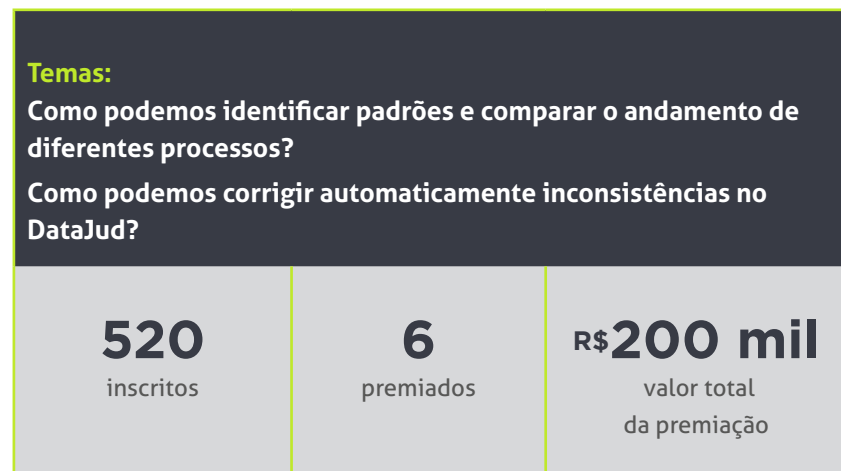 Temas:
Como podemos identificar padrões e comparar o andamento de
diferentes processos?
Como podemos corrigir automaticamente inconsistências no
DataJud?
520
inscritos
6
premiados
R$200 mil
valor total
da premiação